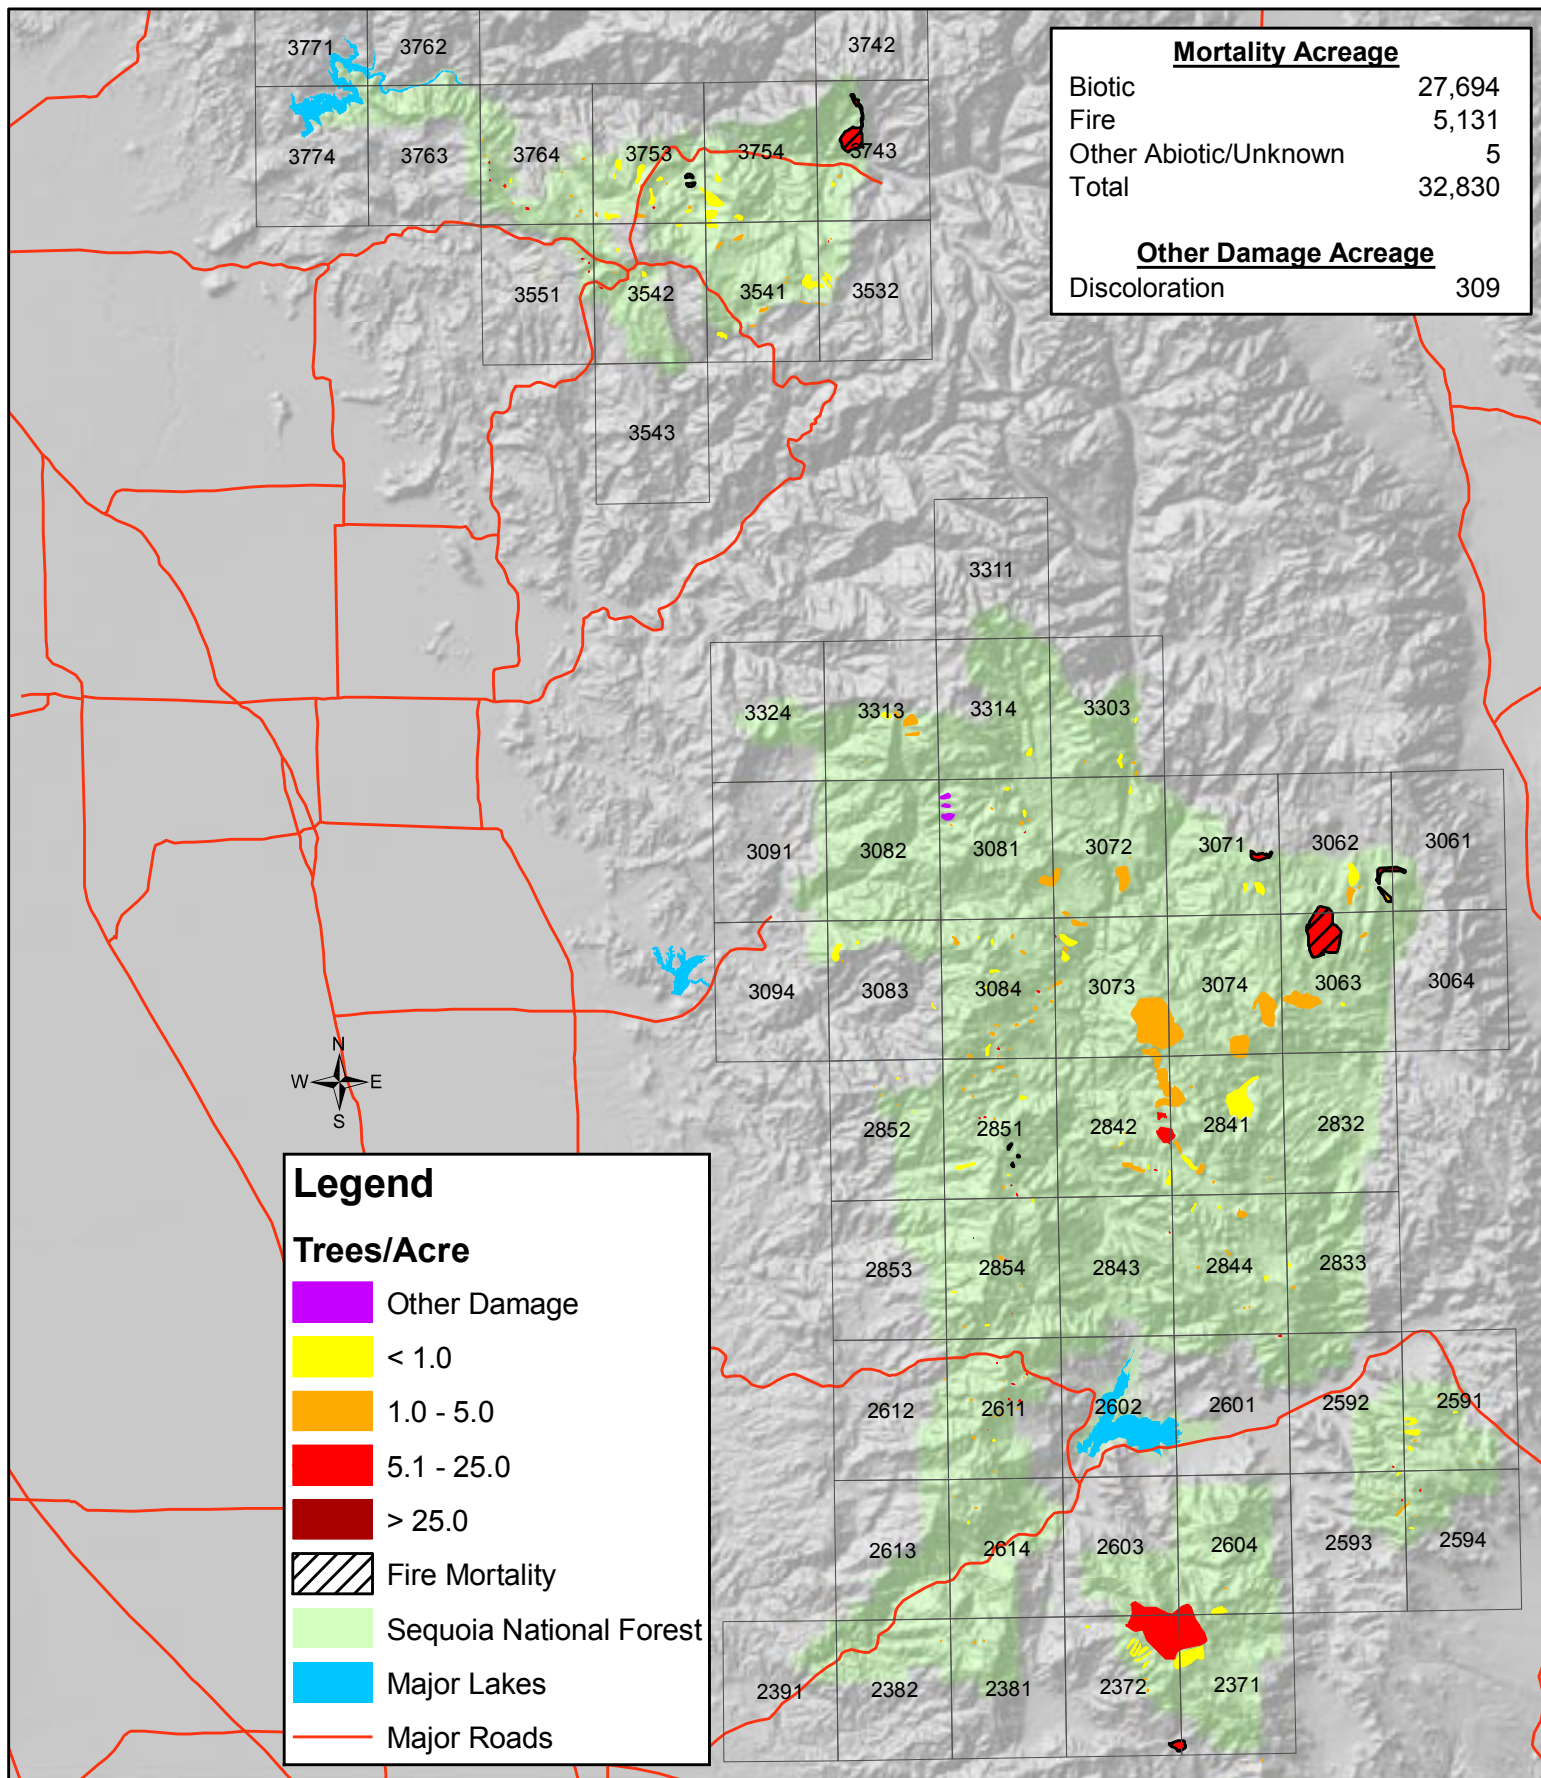 3771 3762 3742
Mortality Acreage
Biotic 27,694
Fire 5,131
Other Abiotic/Unknown 5
Total 32,830
Other Damage Acreage
Discoloration 309
3774 3763 3764 3753 3754 3743
3551 3542 3541 3532
3543
3311
3324 3313 3314 3303
3091 3082 3081 3072 3071 3062 3061
3094 3083 3084 3073 3074 3063 3064
N
W E
S
2852 2851 2842 2841 2832
2853 2854 2843 2844 2833
2612 2611 2602 2601 2592 2591
2613 2614 2603 2604 2593 2594
2391 2382 2381 2372 2371
Legend
Trees/Acre
Other Damage
< 1.0
1.0 - 5.0
5.1 - 25.0
> 25.0
Fire Mortality
Sequoia National Forest
Major Lakes
Major Roads